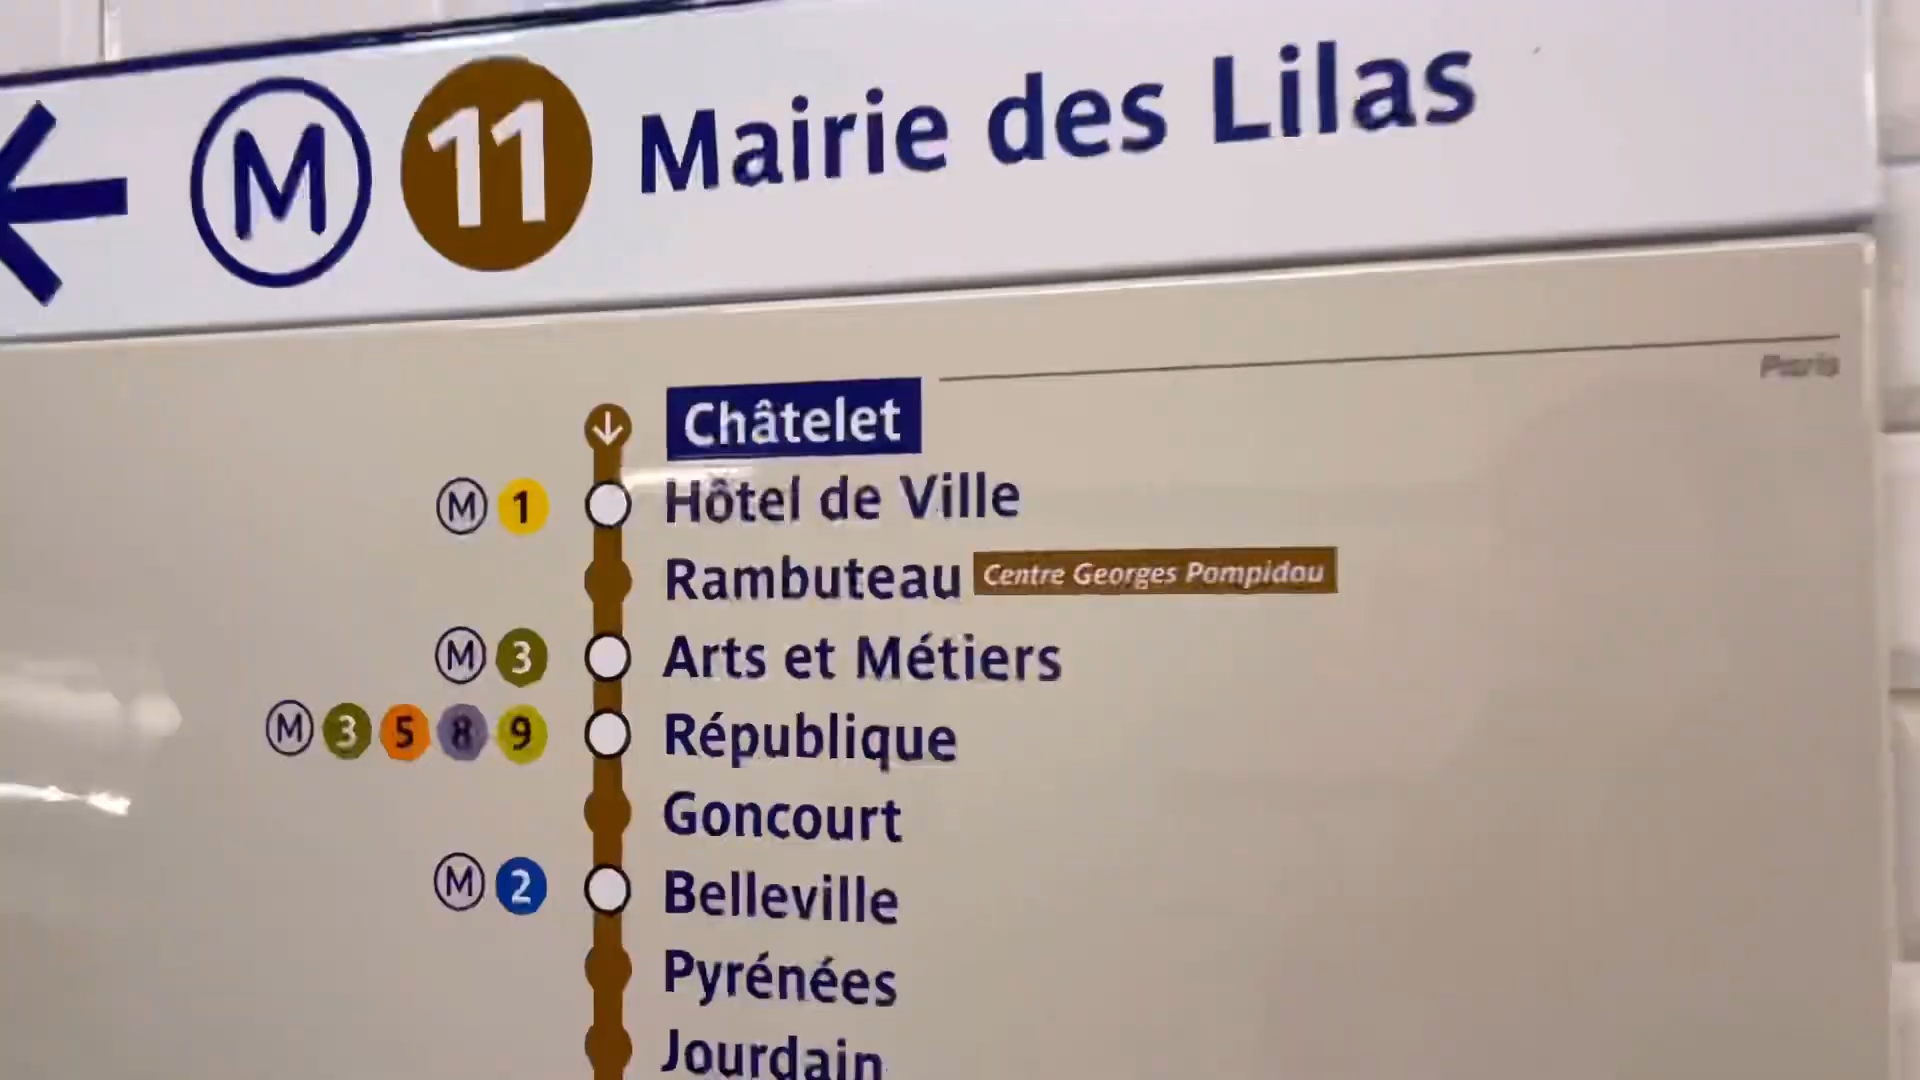 M 11 Mairie des Lilas
Paris
Châtelet
M 1 Hôtel de Ville
Rambuteau Centre Georges Pompidou
M 3 Arts et Métiers
M 3 5 8 9 République
Goncourt
M 2 Belleville
Pyrénées
Jourdain